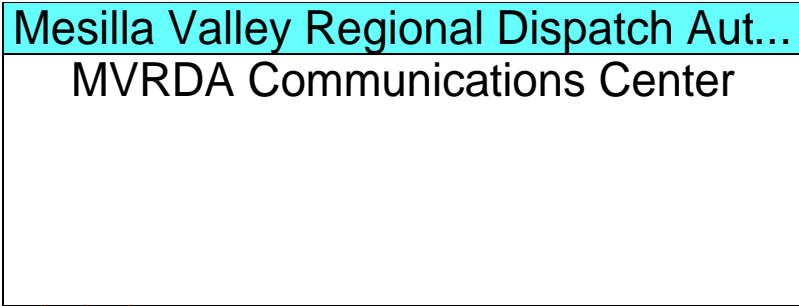 Mesilla Valley Regional Dispatch Aut...
MVRDA Communications Center